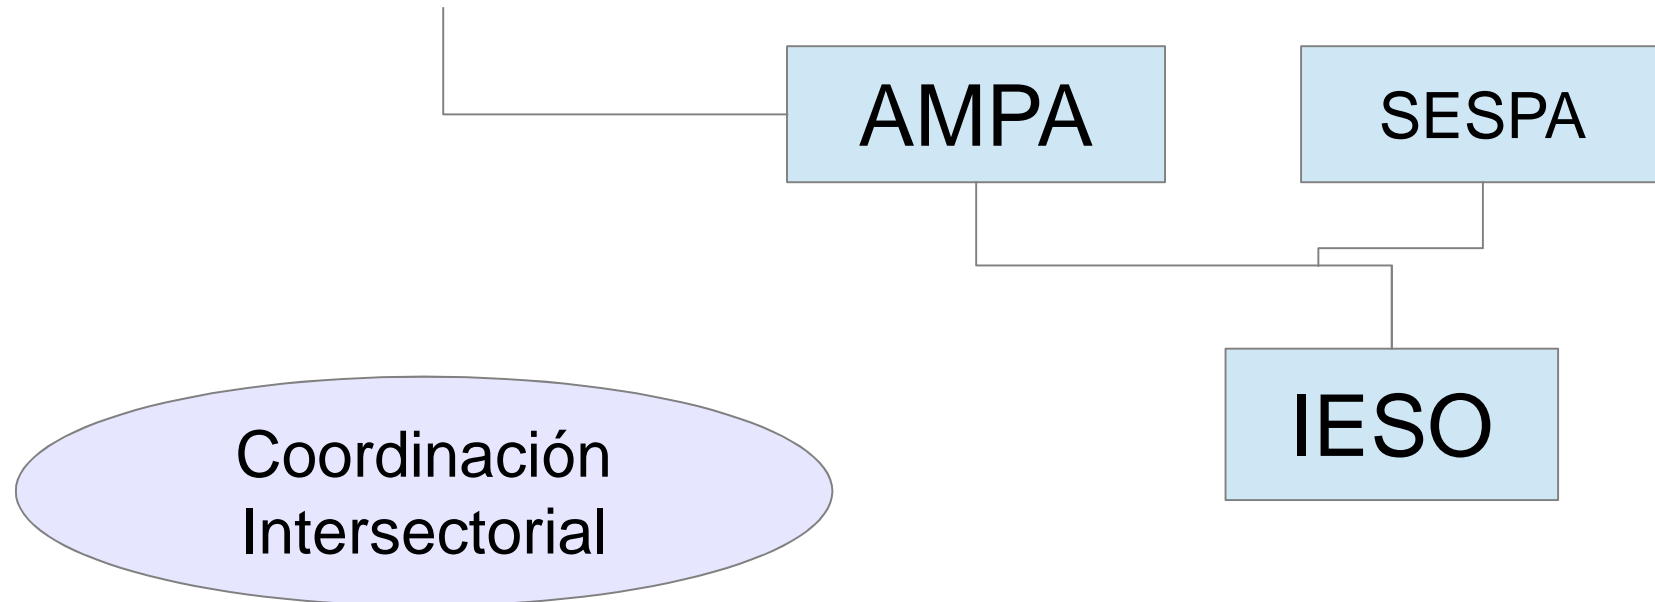 AMPA
SESPA
IESO
Coordinación
Intersectorial